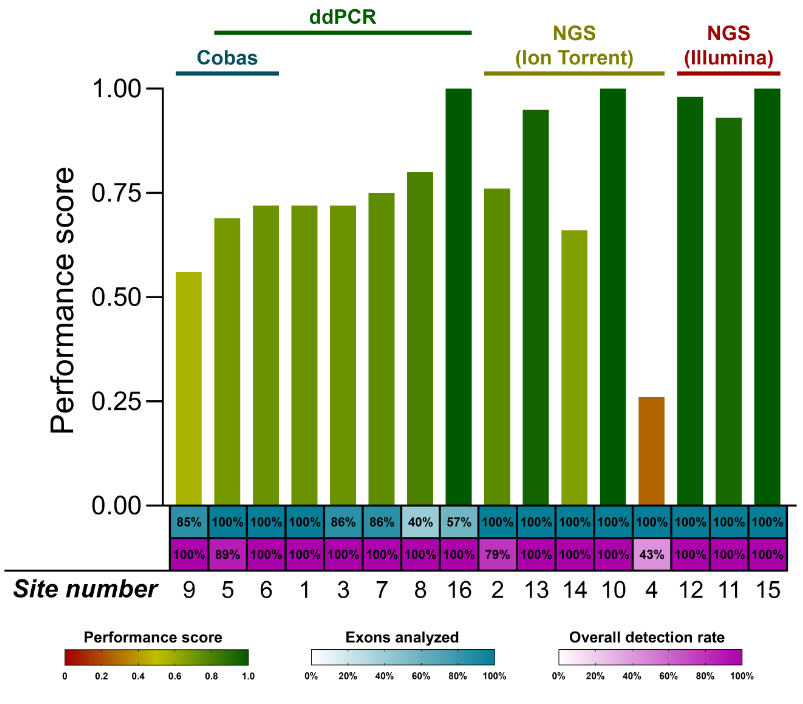 ddPCR
Cobas
NGS
(Ion Torrent)
NGS
(Illumina)
Performance score
1.00
0.75
0.50
0.25
0.00
85% 100% 100% 100% 86% 86% 40% 57% 100% 100% 100% 100% 100% 100% 100% 100%
100% 89% 100% 100% 100% 100% 100% 100% 79% 100% 100% 100% 43% 100% 100% 100%
Site number 9 5 6 1 3 7 8 16 2 13 14 10 4 12 11 15
Performance score
0 0.2 0.4 0.6 0.8 1.0
Exons analyzed
0% 20% 40% 60% 80% 100%
Overall detection rate
0% 20% 40% 60% 80% 100%